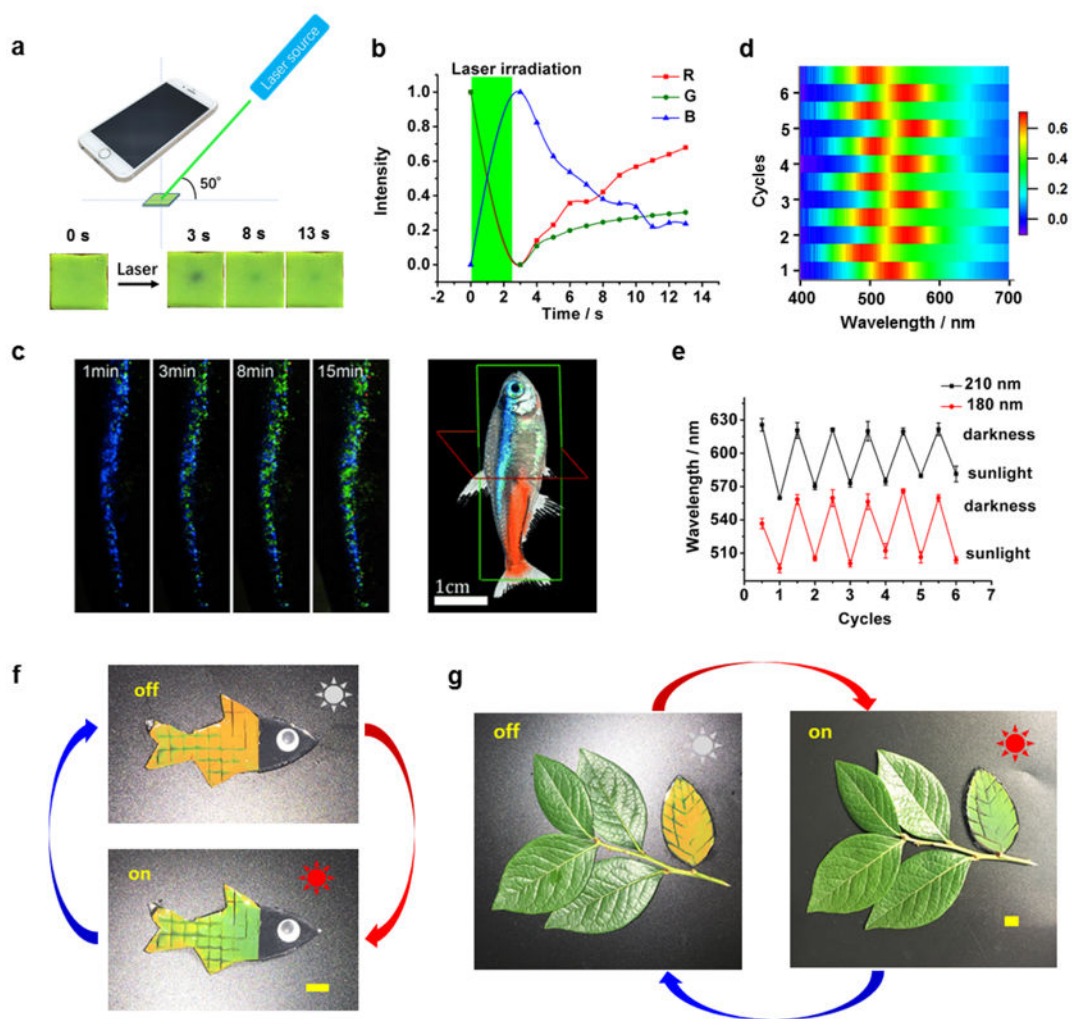 a
Laser source
50°
0 s
3 s
8 s
13 s
Laser
b
Laser irradiation
R
G
B
Intensity
1.0
0.8
0.6
0.4
0.2
0.0
-2
0
2
4
6
8
10
12
14
Time / s
d
Cycles
6
5
4
3
2
1
400
500
600
700
Wavelength / nm
0.6
0.4
0.2
0.0
c
1min
3min
8min
15min
1cm
e
210 nm
180 nm
Wavelength / nm
630
600
570
540
510
darkness
sunlight
darkness
sunlight
0
1
2
3
4
5
6
7
Cycles
f
off
on
g
off
on